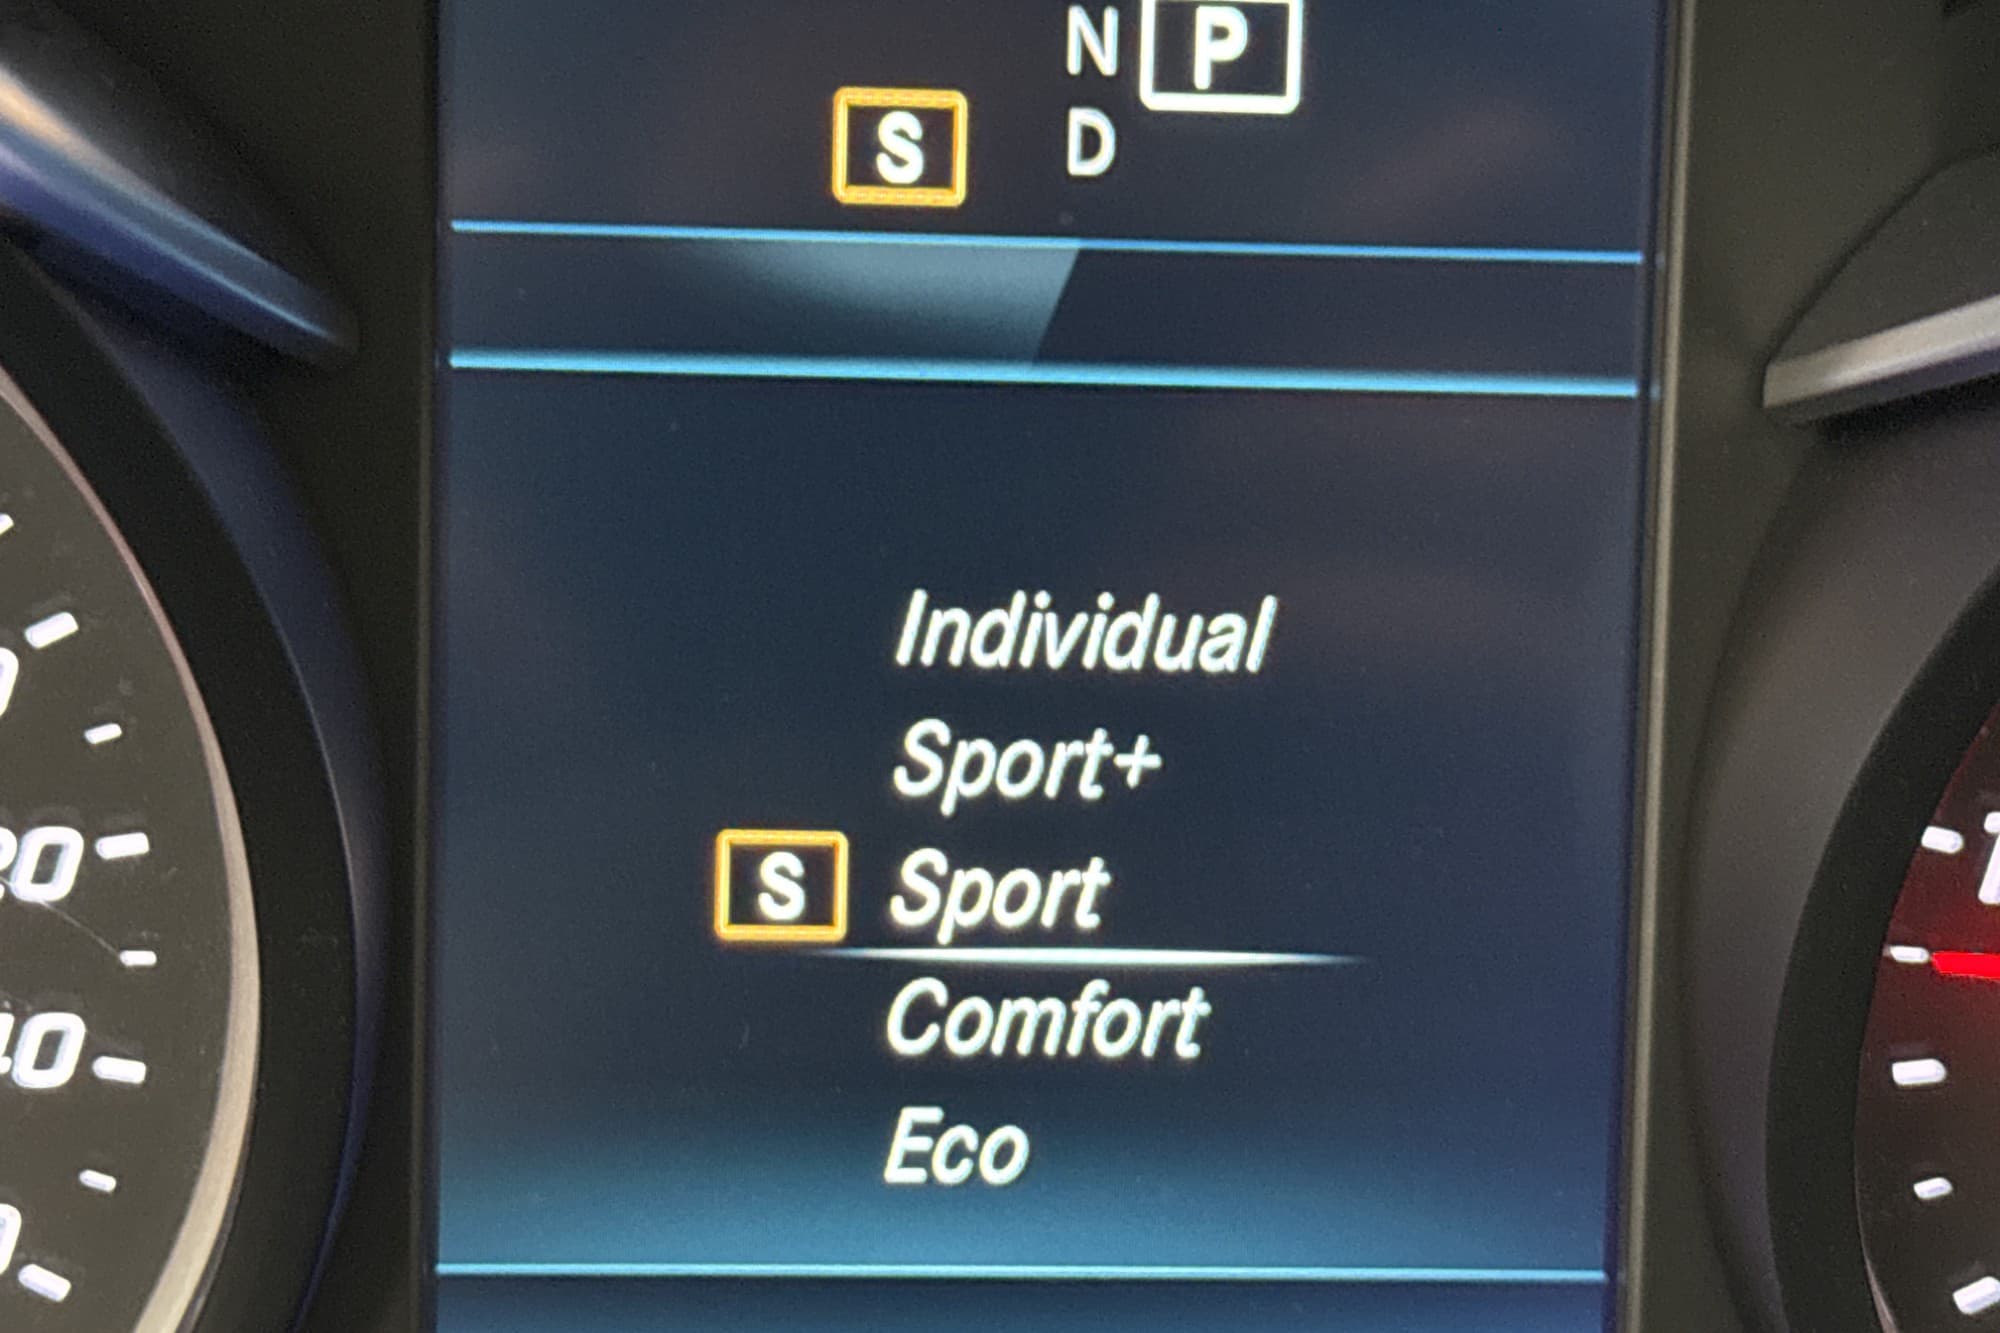 N P
S D
Individual
Sport+
S Sport
Comfort
Eco